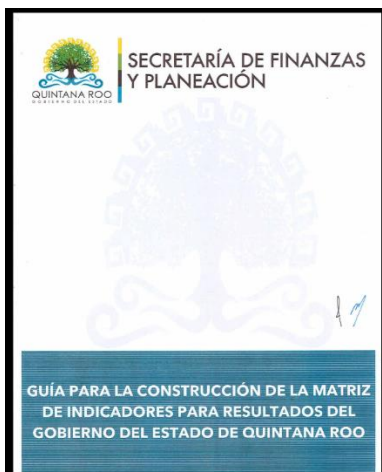 SECRETARÍA DE FINANZAS
Y PLANEACIÓN
QUINTANA ROO
GOBIERNO DEL ESTADO
GUÍA PARA LA CONSTRUCCIÓN DE LA MATRIZ
DE INDICADORES PARA RESULTADOS DEL
GOBIERNO DEL ESTADO DE QUINTANA ROO